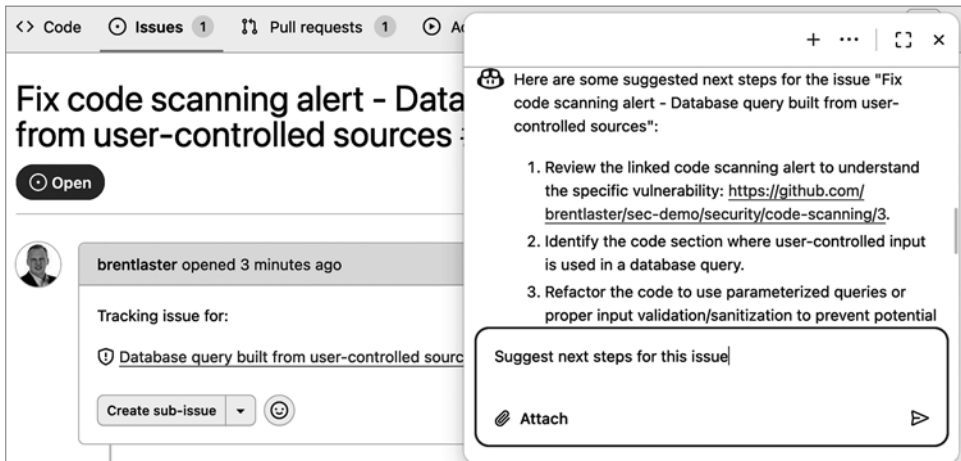 <> Code Issues 1 Pull requests 1 A
Fix code scanning alert - Data
from user-controlled sources
Open
brentlaster opened 3 minutes ago
Tracking issue for:
Database query built from user-controlled sourc
Create sub-issue
Here are some suggested next steps for the issue "Fix
code scanning alert - Database query built from user-
controlled sources":
1. Review the linked code scanning alert to understand
the specific vulnerability: https://github.com/
brentlaster/sec-demo/security/code-scanning/3.
2. Identify the code section where user-controlled input
is used in a database query.
3. Refactor the code to use parameterized queries or
proper input validation/sanitization to prevent potential
Suggest next steps for this issue
Attach